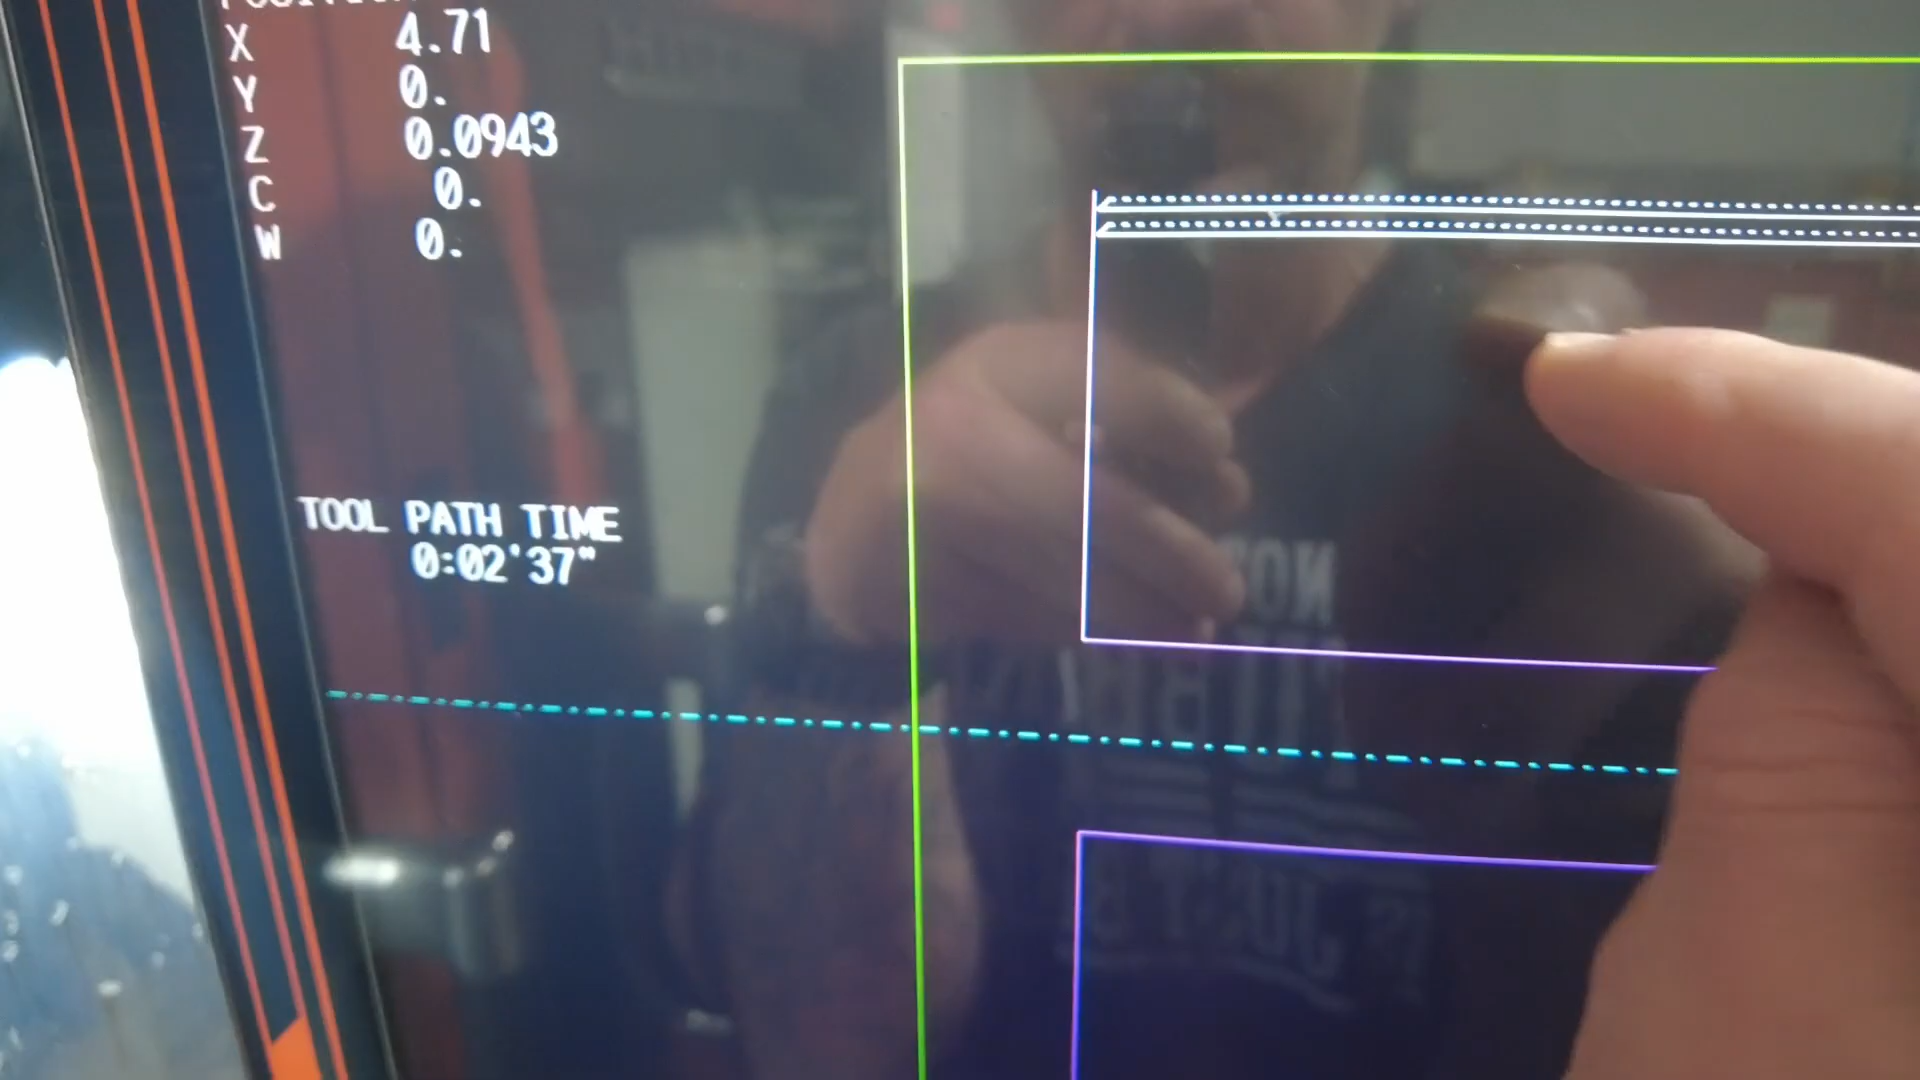 X 4.71
Y 0.
Z 0.0943
C 0.
W 0.
TOOL PATH TIME
0:02'37"